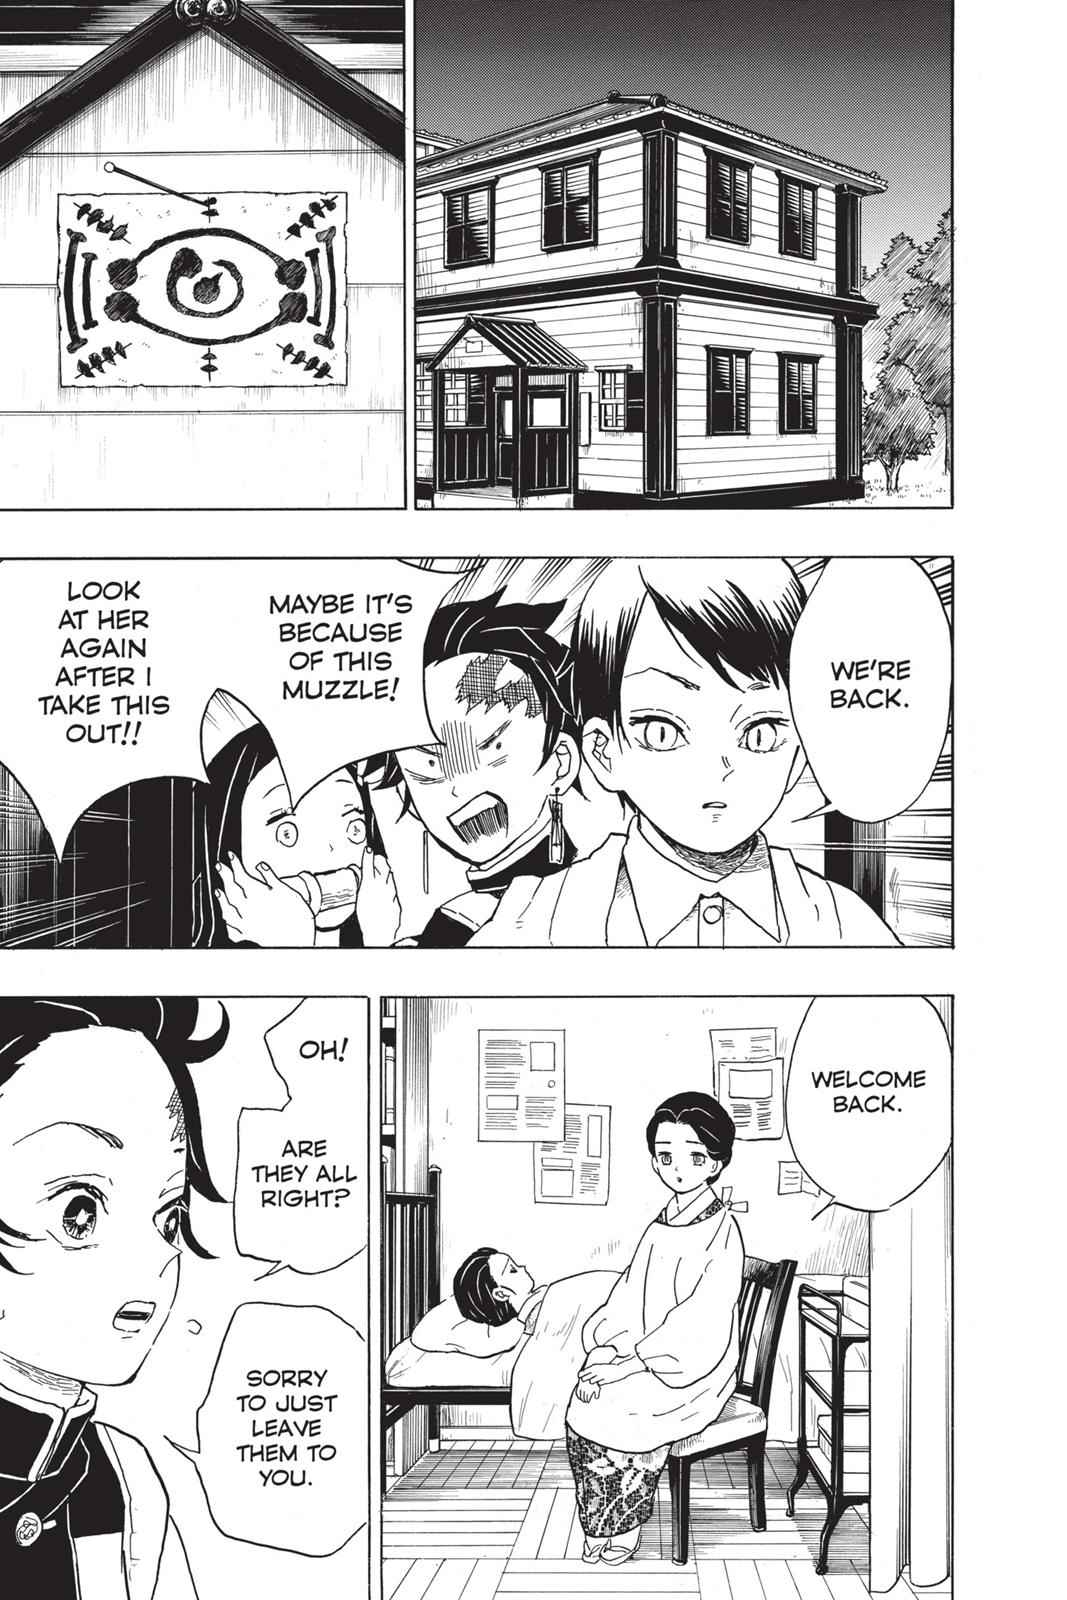 WE'RE
BACK.
MAYBE IT'S
BECAUSE
OF THIS
MUZZLE!
LOOK
AT HER
AGAIN
AFTER I
TAKE THIS
OUT!!
WELCOME
BACK.
OH!
ARE
THEY ALL
RIGHT?
SORRY
TO JUST
LEAVE
THEM TO
YOU.